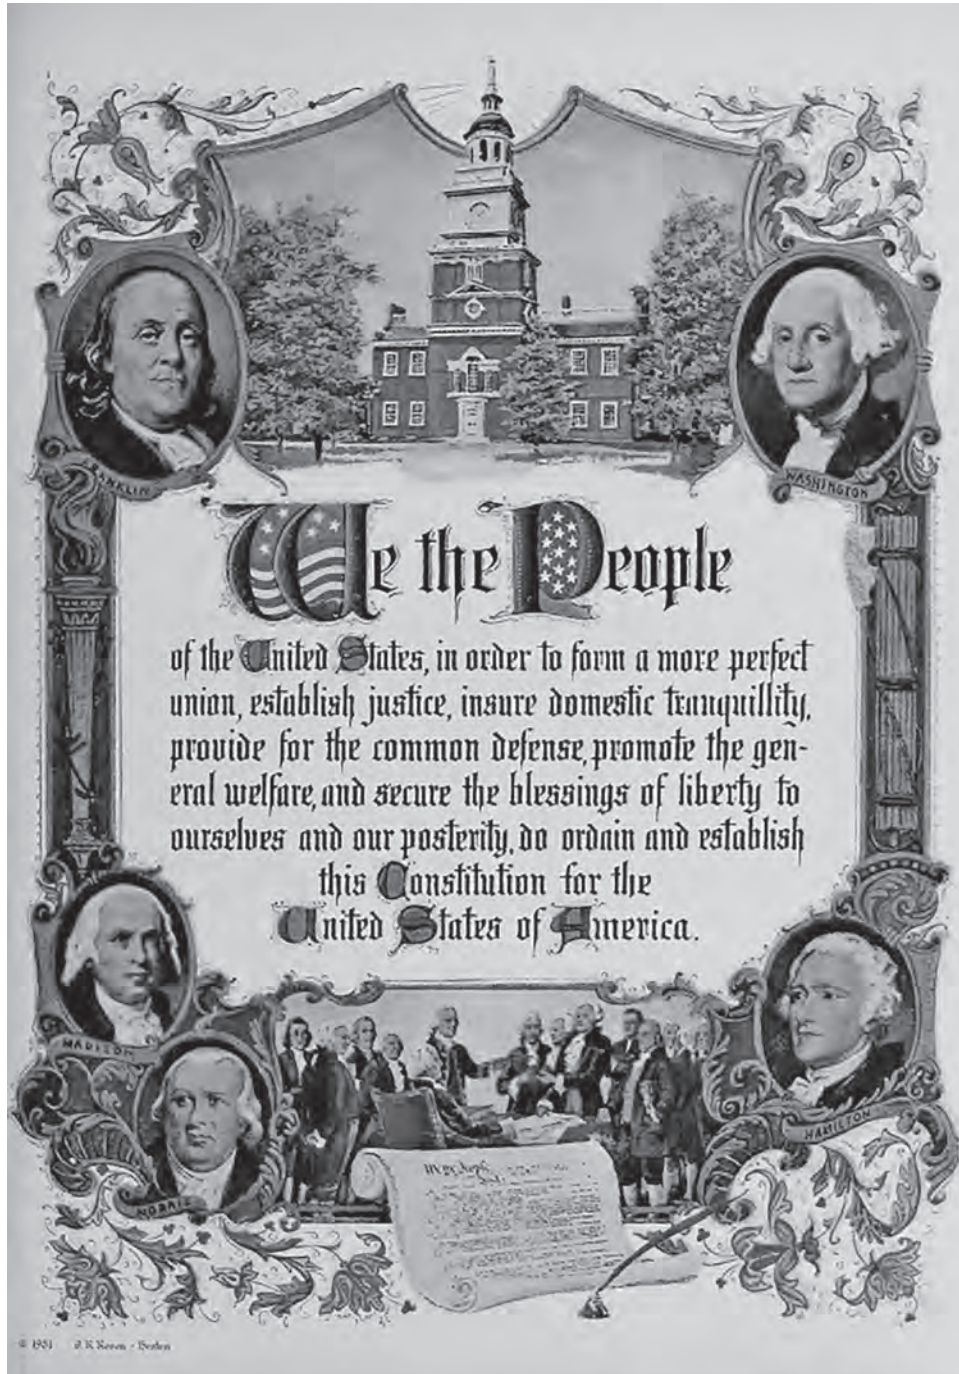 FRANKLIN
WASHINGTON
We the People
of the United States, in order to form a more perfect
union, establish justice, insure domestic tranquillity,
provide for the common defense, promote the gen-
eral welfare, and secure the blessings of liberty to
ourselves and our posterity, do ordain and establish
this Constitution for the
United States of America.
MADISON
HAMILTON
MORRIS
We the People
© 1951